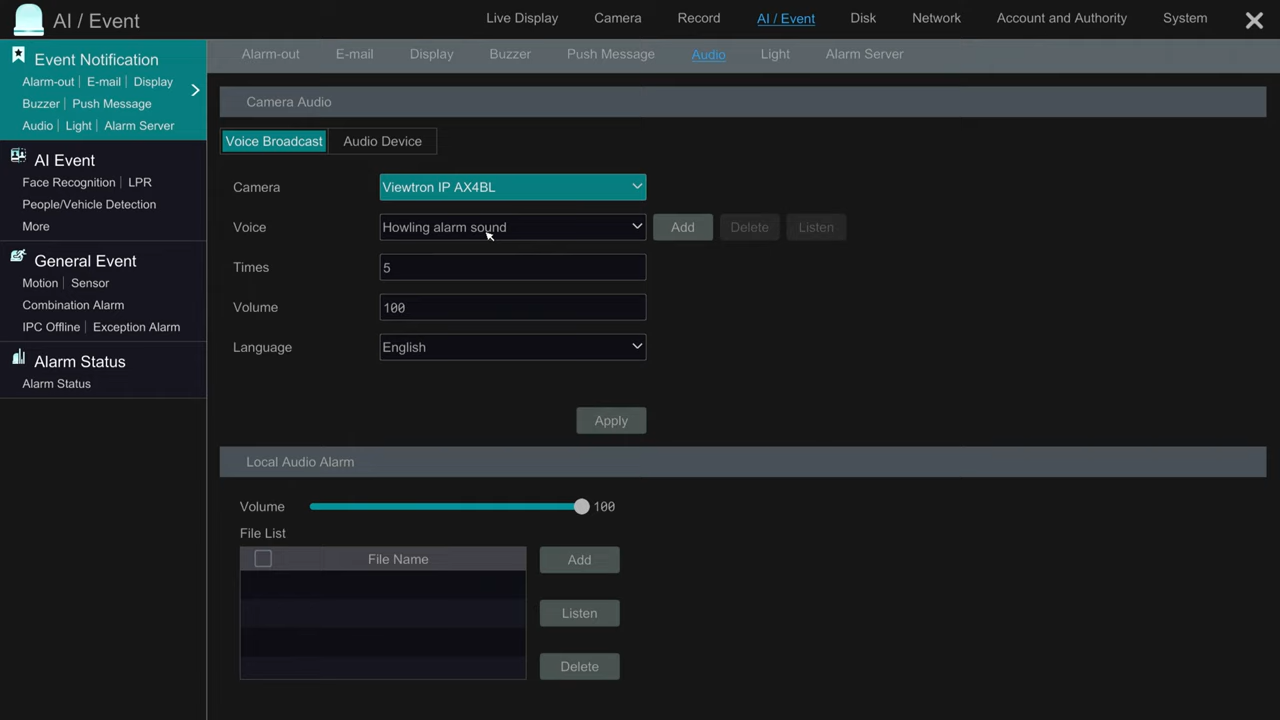 AI / Event
Live Display Camera Record AI / Event Disk Network Account and Authority System
Event Notification
Alarm-out | E-mail | Display
Buzzer | Push Message
Audio | Light | Alarm Server
AI Event
Face Recognition | LPR
People/Vehicle Detection
More
General Event
Motion | Sensor
Combination Alarm
IPC Offline | Exception Alarm
Alarm Status
Alarm Status
Alarm-out E-mail Display Buzzer Push Message Audio Light Alarm Server
Camera Audio
Voice Broadcast Audio Device
Camera Viewtron IP AX4BL
Voice Howling alarm sound Add Delete Listen
Times 5
Volume 100
Language English
Apply
Local Audio Alarm
Volume 100
File List
File Name Add
Listen
Delete